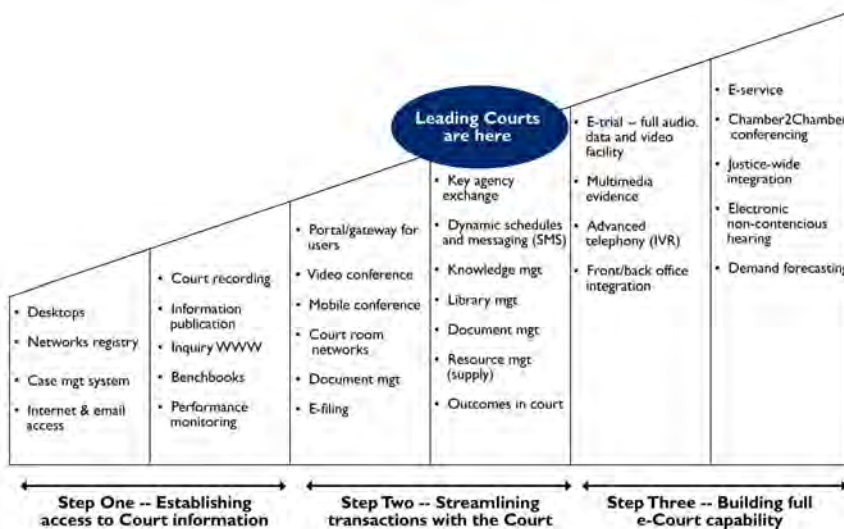 Leading Courts
are here
• Desktops
• Networks registry
• Case mgt system
• Internet & email
access
• Court recording
• Information
publication
• Inquiry WWW
• Benchbooks
• Performance
monitoring
• Portal/gateway for
users
• Video conference
• Mobile conference
• Court room
networks
• Document mgt
• E-filing
• Key agency
exchange
• Dynamic schedules
and messaging (SMS)
• Knowledge mgt
• Library mgt
• Document mgt
• Resource mgt
(supply)
• Outcomes in court
• E-trial -- full audio,
data and video
facility
• Multimedia
evidence
• Advanced
telephony (IVR)
• Front/back office
integration
• E-service
• Chamber2Chamber
conferencing
• Justice-wide
integration
• Electronic
non-contencious
hearing
• Demand forecasting
Step One -- Establishing
access to Court information
Step Two -- Streamlining
transactions with the Court
Step Three -- Building full
e-Court capability